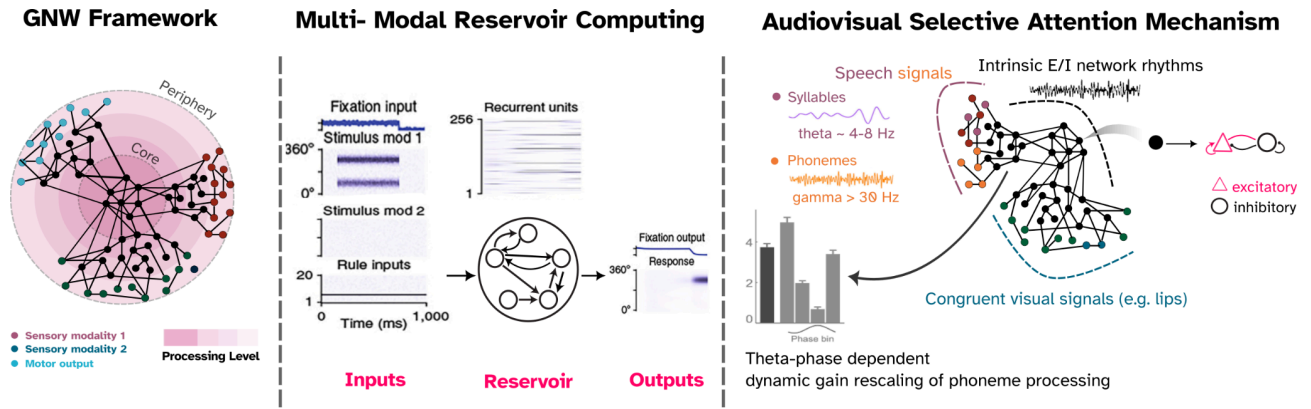 GNW Framework
Periphery
Core
Sensory modality 1
Sensory modality 2
Motor output
Processing Level
Multi- Modal Reservoir Computing
Fixation input
Stimulus mod 1
360°
0°
Stimulus mod 2
Rule inputs
20
1
0
1,000
Time (ms)
Inputs
Recurrent units
256
1
Reservoir
Fixation output
Response
360°
0°
Outputs
Audiovisual Selective Attention Mechanism
Speech signals
Syllables
theta ~ 4-8 Hz
Phonemes
gamma > 30 Hz
Intrinsic E/I network rhythms
excitatory
inhibitory
Congruent visual signals (e.g. lips)
4
2
0
Phase bin
Theta-phase dependent
dynamic gain rescaling of phoneme processing